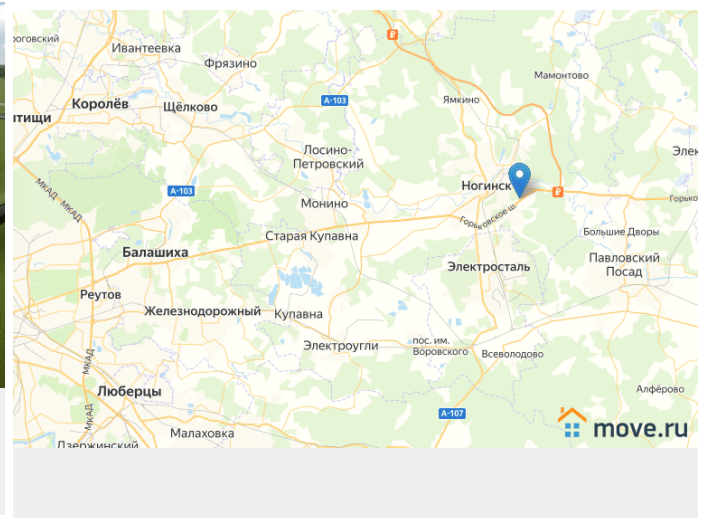 роговский
Ивантеевка
Фрязино
Мамонтово
Королёв
Щёлково
А-103
Ямкино
тищи
Лосино-
Петровский
Элек
МКАД
МКАД
А-103
Монино
Ногинск
Горько
Горьковское ш.
Старая Купавна
Большие Дворы
Балашиха
Электросталь
Павловский
Посад
Реутов
Железнодорожный
Купавна
Электроугли
пос. им.
Воровского
Всеволодово
МКАД
Люберцы
Алфёрово
МКАД
А-107
Малаховка
move.ru
Дзержинский